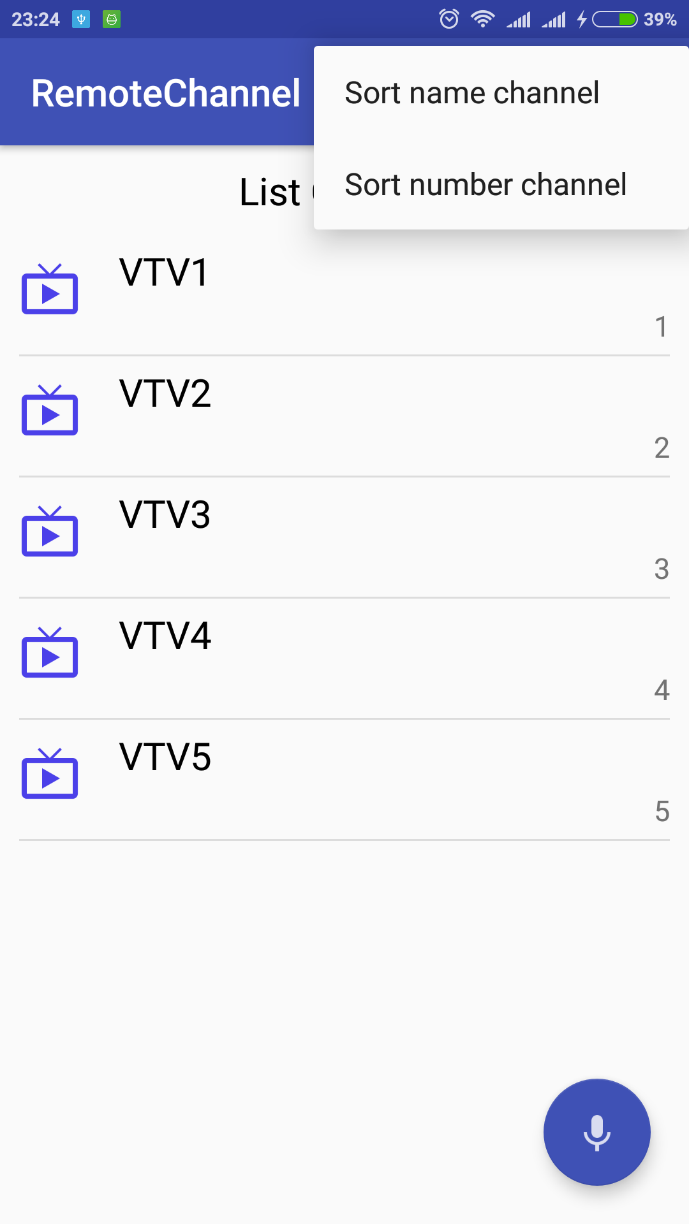 23:24
39%
RemoteChannel
Sort name channel
Sort number channel
List
VTV1
1
VTV2
2
VTV3
3
VTV4
4
VTV5
5